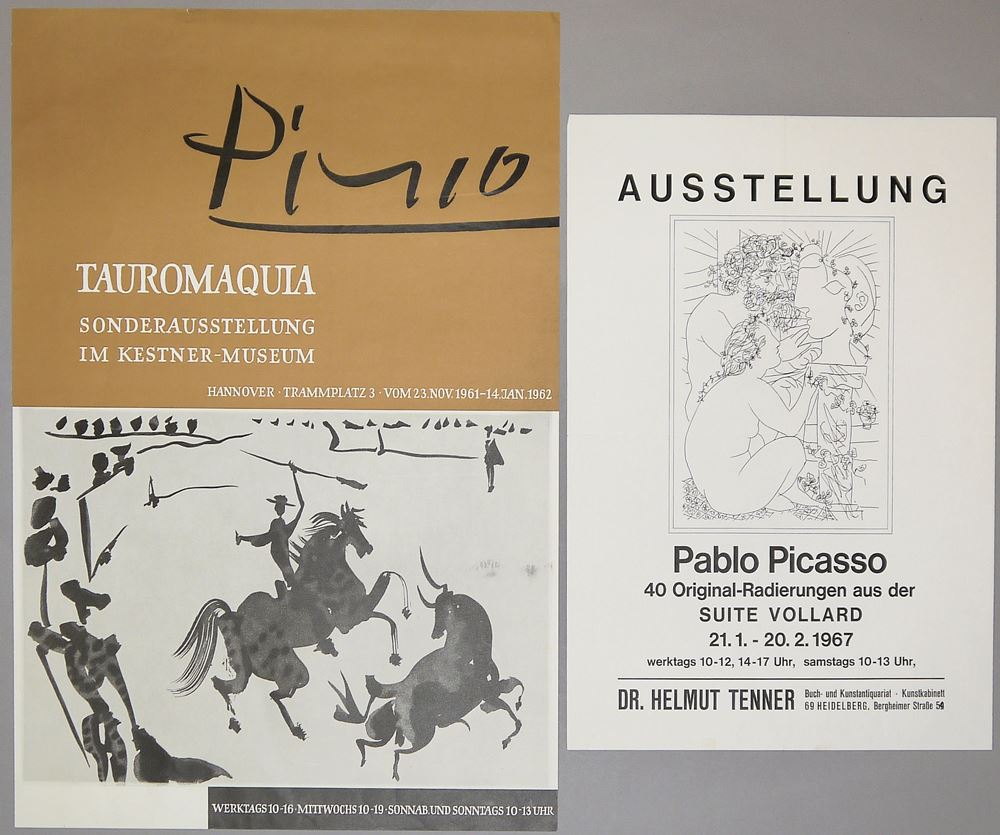 Picasso
TAUROMAQUIA
SONDERAUSSTELLUNG
IM KESTNER-MUSEUM
HANNOVER · TRAMMPLATZ 3 · VOM 23.NOV.1961-14.JAN.1962
WERKTAGS 10-16 · MITTWOCHS 10-19 · SONNAB. UND SONNTAGS 10-13 UHR
AUSSTELLUNG
Pablo Picasso
40 Original-Radierungen aus der
SUITE VOLLARD
21.1. - 20.2.1967
werktags 10-12, 14-17 Uhr, samstags 10-13 Uhr,
DR. HELMUT TENNER
Buch- und Kunstantiquariat · Kunstkabinett
69 HEIDELBERG, Bergheimer Straße